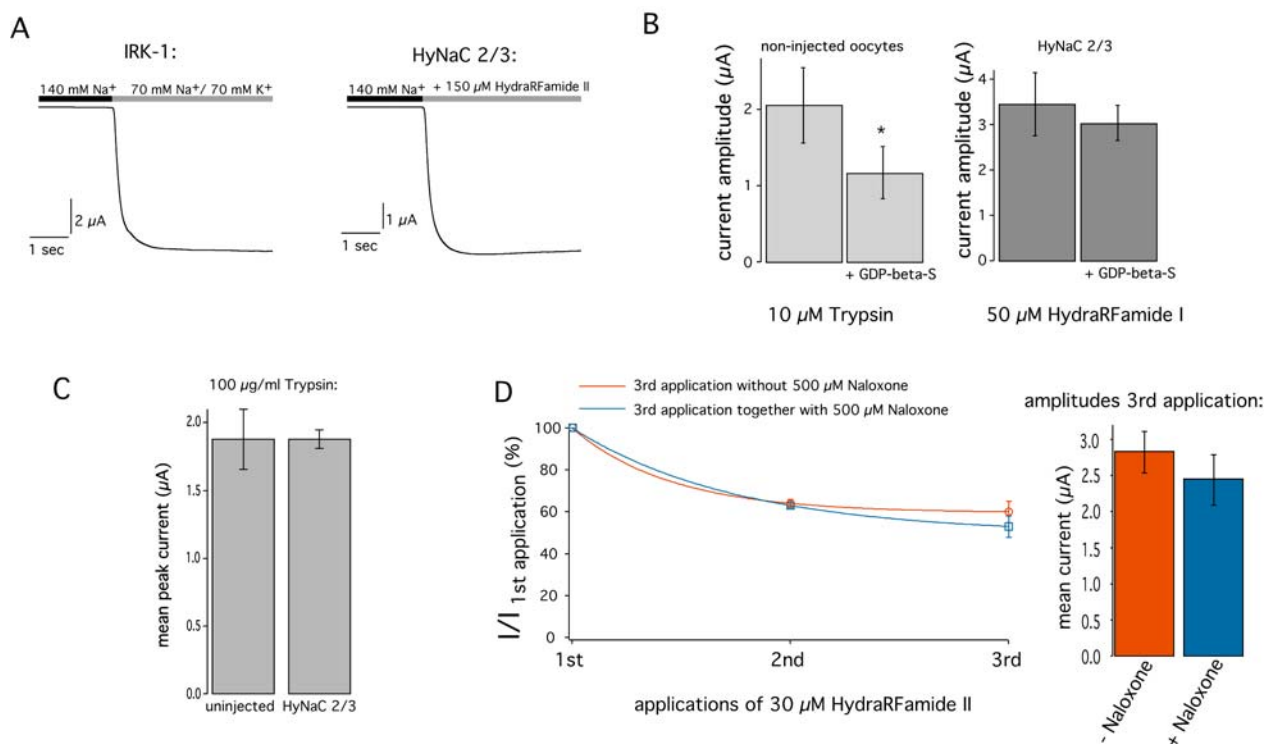 A
IRK-1:
140 mM Na+
70 mM Na+/ 70 mM K+
2 µA
1 sec
HyNaC 2/3:
140 mM Na+
+ 150 µM HydraRFamide II
1 µA
1 sec
B
non-injected oocytes
current amplitude (µA)
2
1
0
*
+ GDP-beta-S
10 µM Trypsin
HyNaC 2/3
current amplitude (µA)
4
3
2
1
0
+ GDP-beta-S
50 µM HydraRFamide I
C
100 µg/ml Trypsin:
mean peak current (µA)
2.0
1.5
1.0
0.5
0.0
uninjected
HyNaC 2/3
D
3rd application without 500 µM Naloxone
3rd application together with 500 µM Naloxone
I/I 1st application (%)
100
80
60
40
20
0
1st
2nd
3rd
applications of 30 µM HydraRFamide II
amplitudes 3rd application:
mean current (µA)
3.0
2.5
2.0
1.5
1.0
0.5
0.0
- Naloxone
+ Naloxone